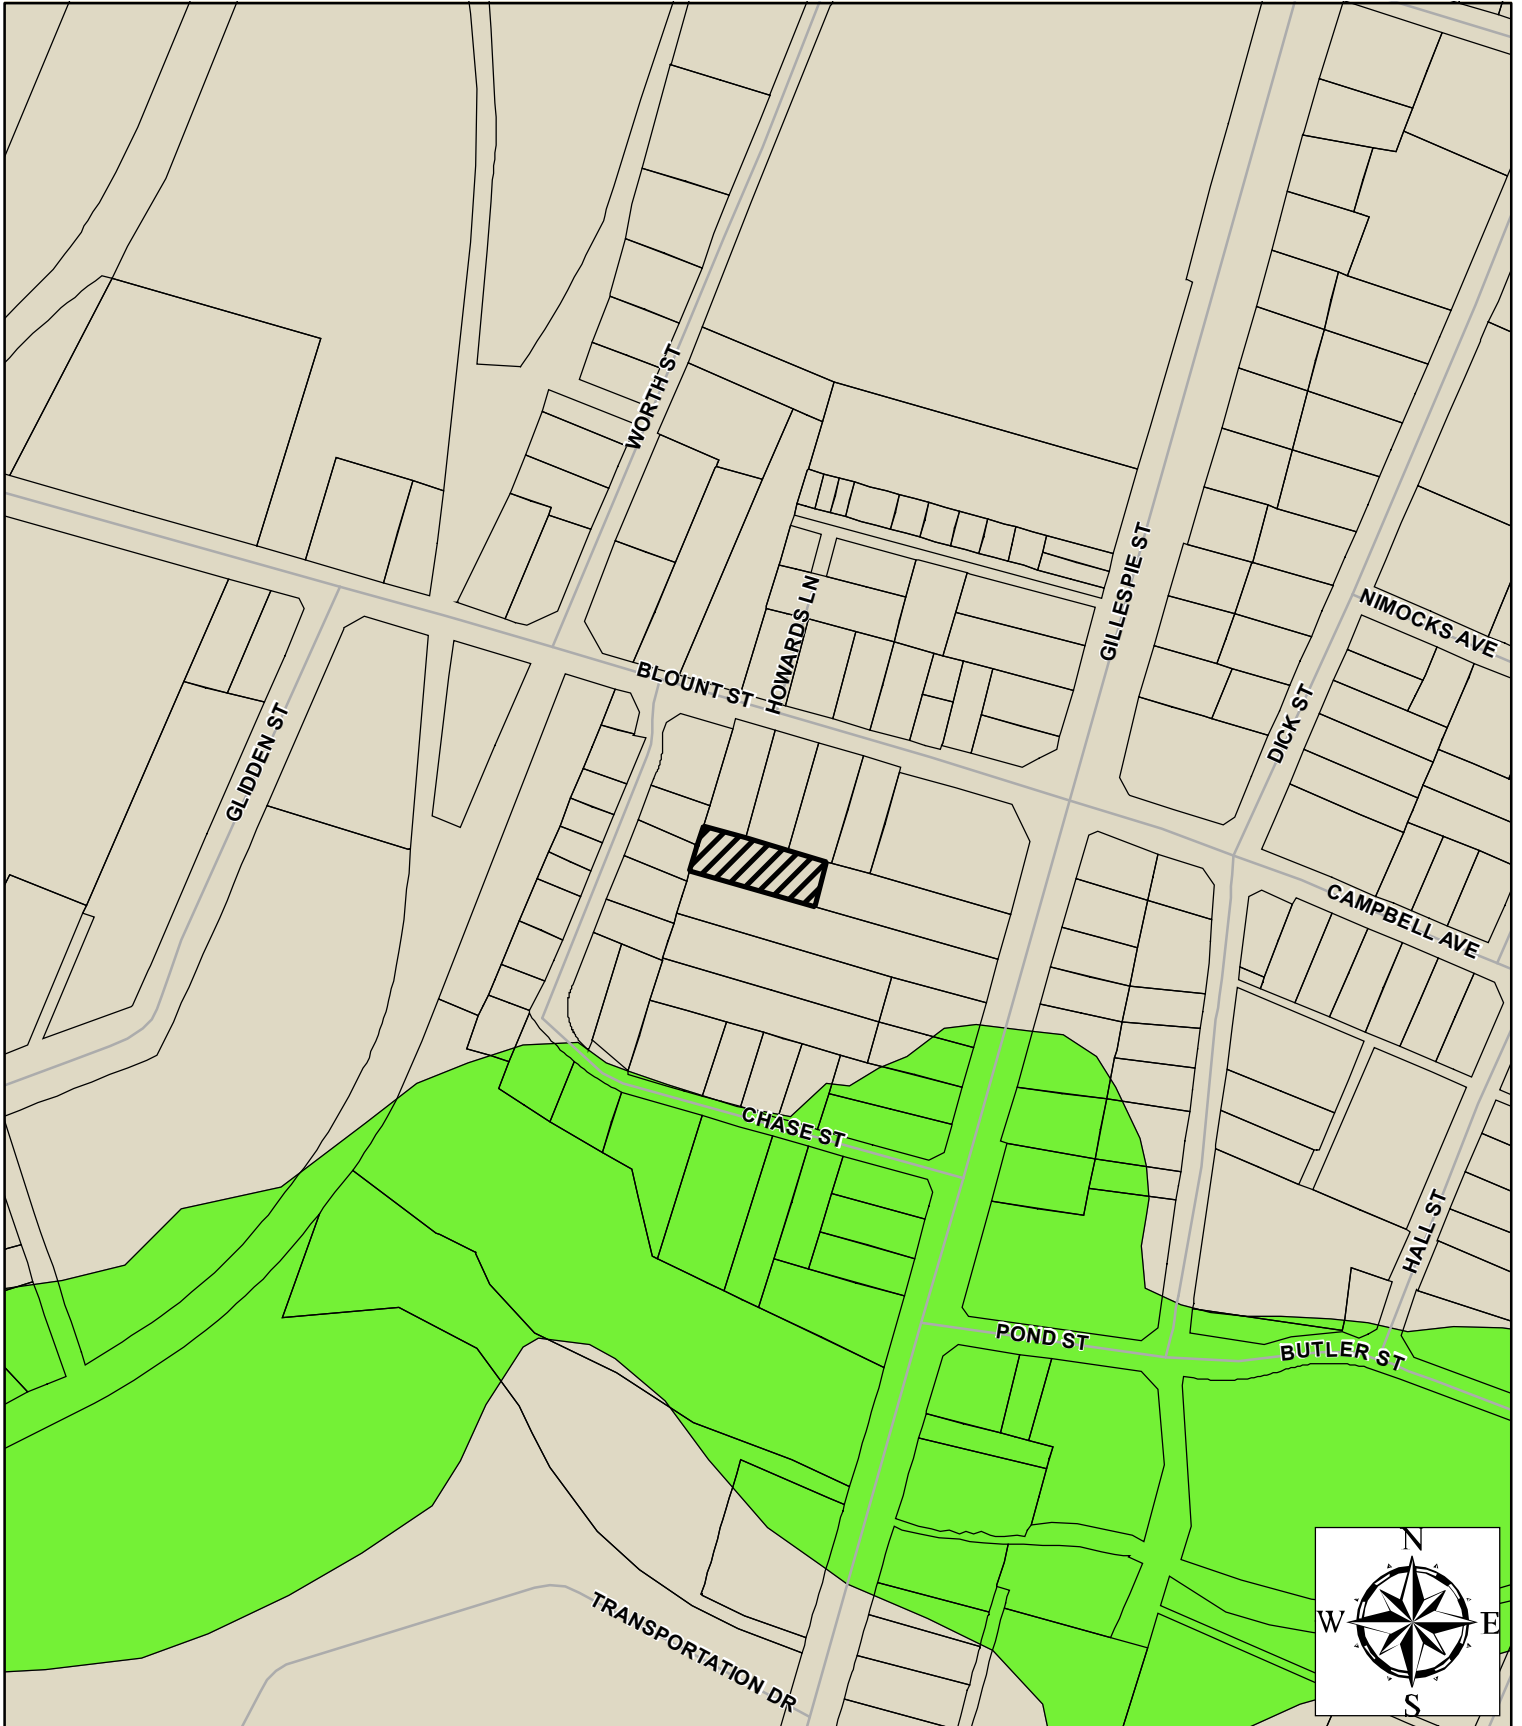 WORTH ST
GILLESPIE ST
HOWARDS LN
NIMOCKS AVE
BLOUNT ST
DICK ST
GLIDDEN ST
CAMPBELL AVE
CHASE ST
HALL ST
POND ST
BUTLER ST
TRANSPORTATION DR
N
W
E
S